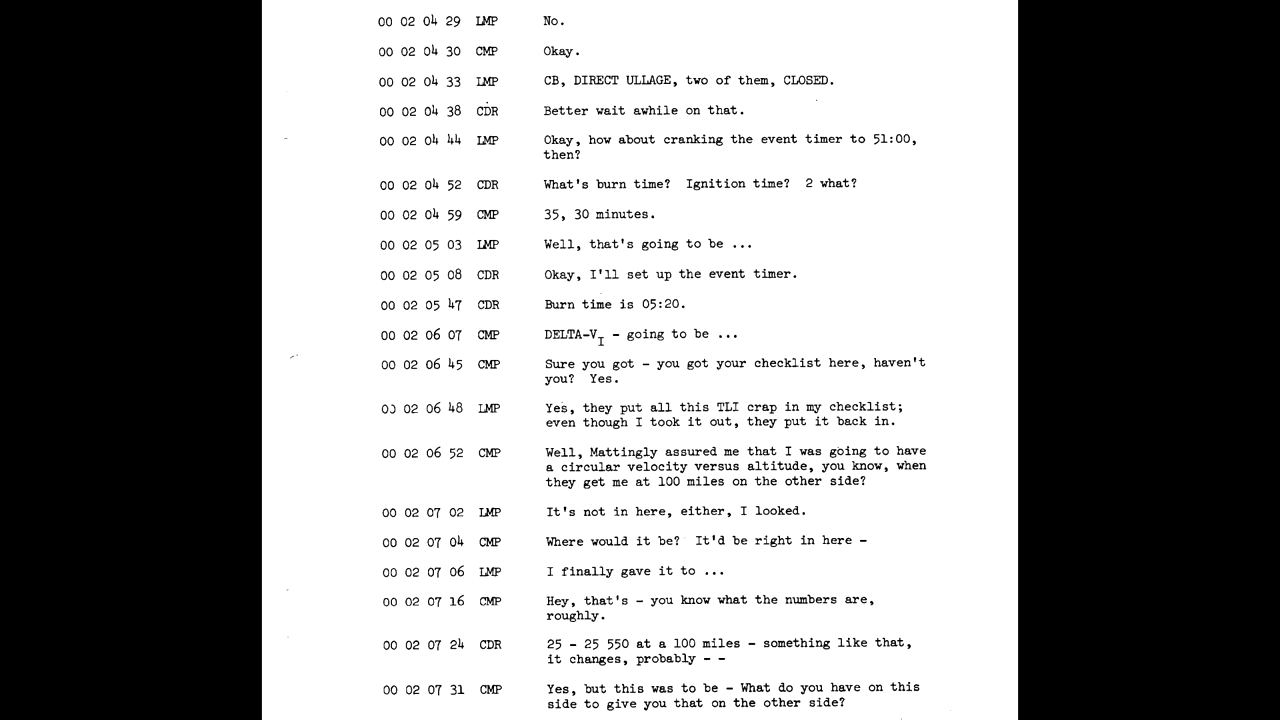 00 02 04 29 LMP No.
00 02 04 30 CMP Okay.
00 02 04 33 LMP CB, DIRECT ULLAGE, two of them, CLOSED.
00 02 04 38 CDR Better wait awhile on that.
00 02 04 44 LMP Okay, how about cranking the event timer to 51:00,
then?
00 02 04 52 CDR What's burn time? Ignition time? 2 what?
00 02 04 59 CMP 35, 30 minutes.
00 02 05 03 LMP Well, that's going to be ...
00 02 05 08 CDR Okay, I'll set up the event timer.
00 02 05 47 CDR Burn time is 05:20.
00 02 06 07 CMP DELTA-VI – going to be ...
00 02 06 45 CMP Sure you got – you got your checklist here, haven't
you? Yes.
00 02 06 48 LMP Yes, they put all this TLI crap in my checklist;
even though I took it out, they put it back in.
00 02 06 52 CMP Well, Mattingly assured me that I was going to have
a circular velocity versus altitude, you know, when
they get me at 100 miles on the other side?
00 02 07 02 LMP It's not in here, either, I looked.
00 02 07 04 CMP Where would it be? It'd be right in here –
00 02 07 06 LMP I finally gave it to ...
00 02 07 16 CMP Hey, that's – you know what the numbers are,
roughly.
00 02 07 24 CDR 25 – 25 550 at a 100 miles – something like that,
it changes, probably – –
00 02 07 31 CMP Yes, but this was to be – What do you have on this
side to give you that on the other side?